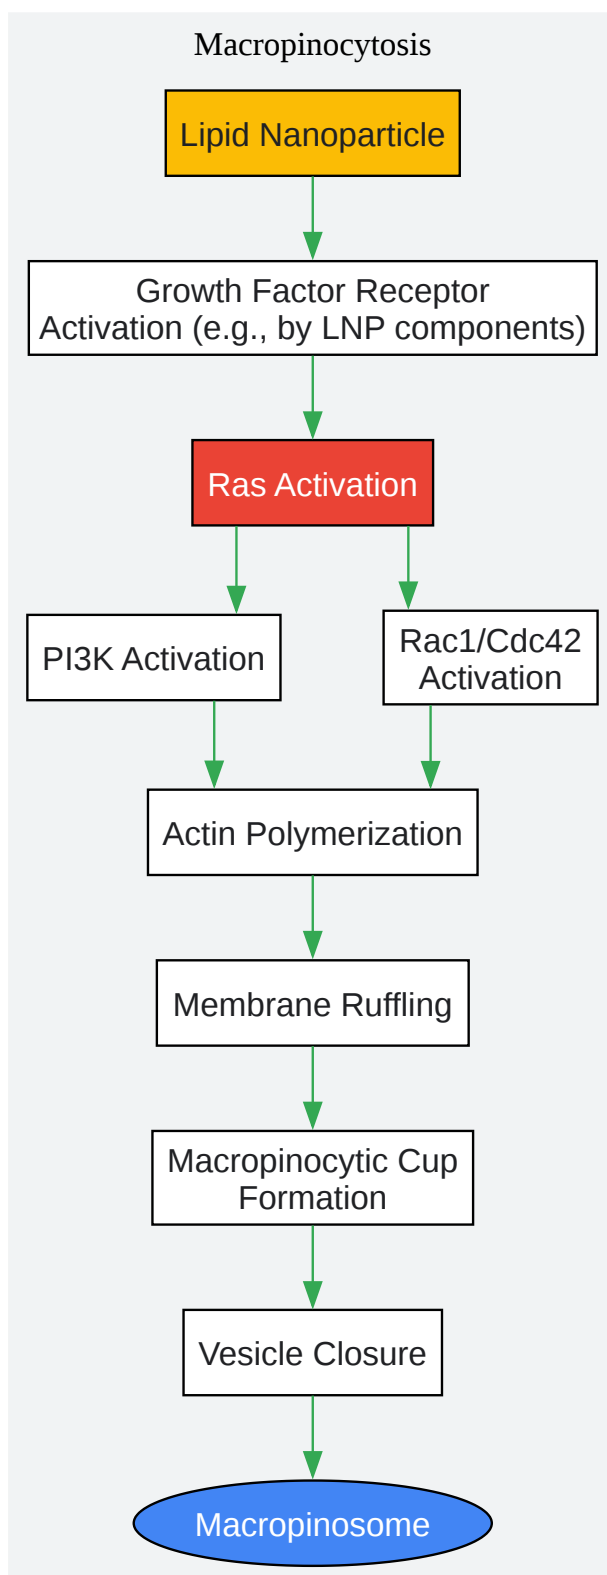 Macropinocytosis
Lipid Nanoparticle
Growth Factor Receptor
Activation (e.g., by LNP components)
Ras Activation
PI3K Activation
Rac1/Cdc42
Activation
Actin Polymerization
Membrane Ruffling
Macropinocytic Cup
Formation
Vesicle Closure
Macropinosome